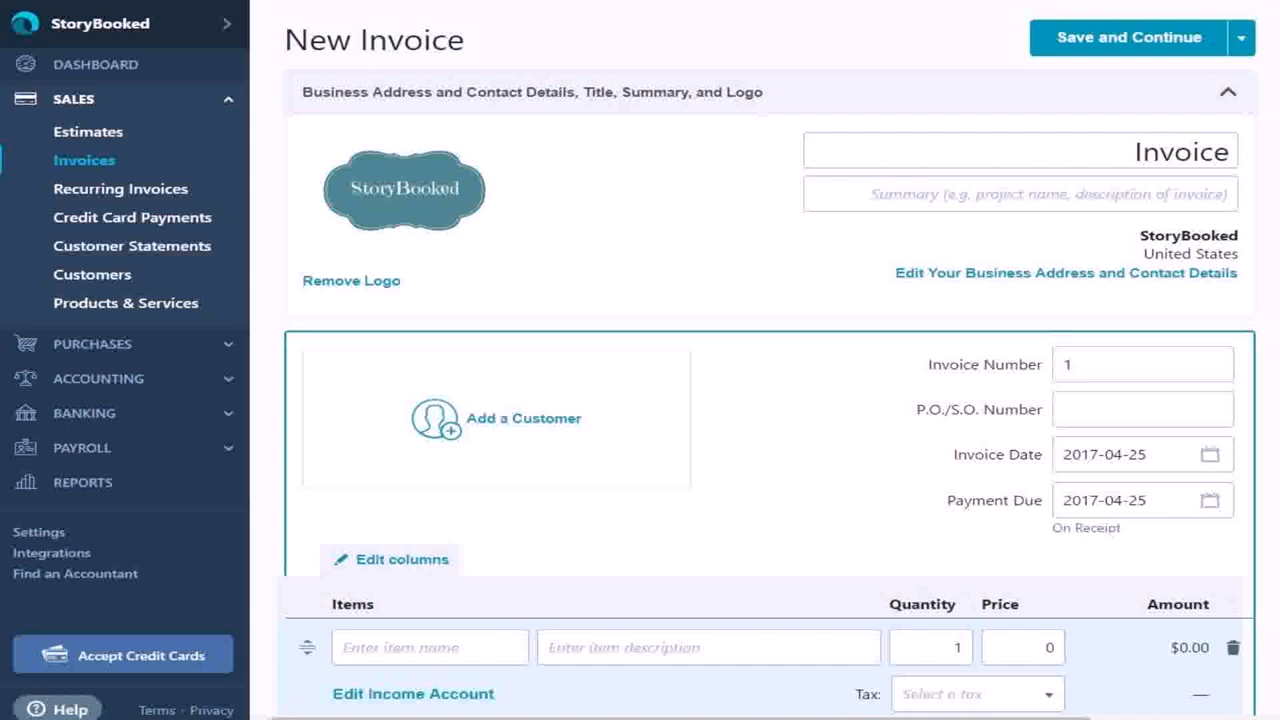 StoryBooked
DASHBOARD
SALES
Estimates
Invoices
Recurring Invoices
Credit Card Payments
Customer Statements
Customers
Products & Services
PURCHASES
ACCOUNTING
BANKING
PAYROLL
REPORTS
Settings
Integrations
Find an Accountant
Accept Credit Cards
Help
Terms · Privacy
New Invoice
Save and Continue
Business Address and Contact Details, Title, Summary, and Logo
StoryBooked
Remove Logo
Invoice
Summary (e.g. project name, description of invoice)
StoryBooked
United States
Edit Your Business Address and Contact Details
Add a Customer
Invoice Number 1
P.O./S.O. Number
Invoice Date 2017-04-25
Payment Due 2017-04-25
On Receipt
Edit columns
Items Quantity Price Amount
Enter item name Enter item description 1 0 $0.00
Edit Income Account Tax: Select a tax —